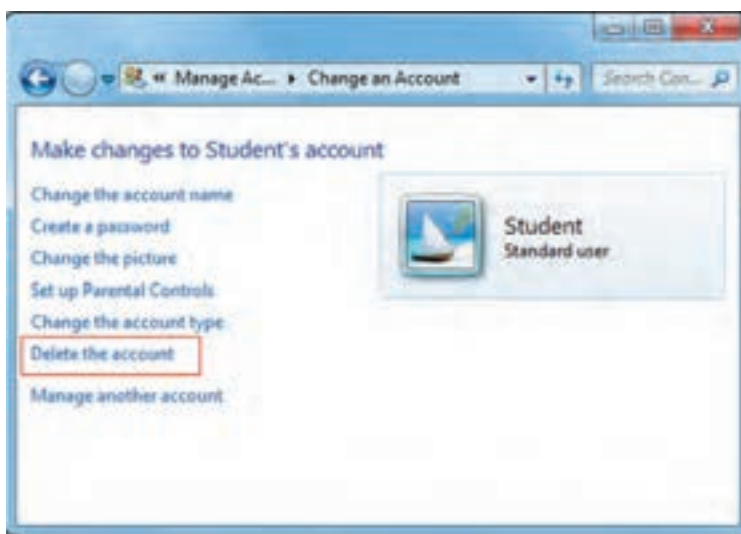 « Manage Ac... ▸ Change an Account
Search Con...
Make changes to Student's account
Change the account name
Create a password
Change the picture
Set up Parental Controls
Change the account type
Delete the account
Manage another account
Student
Standard user